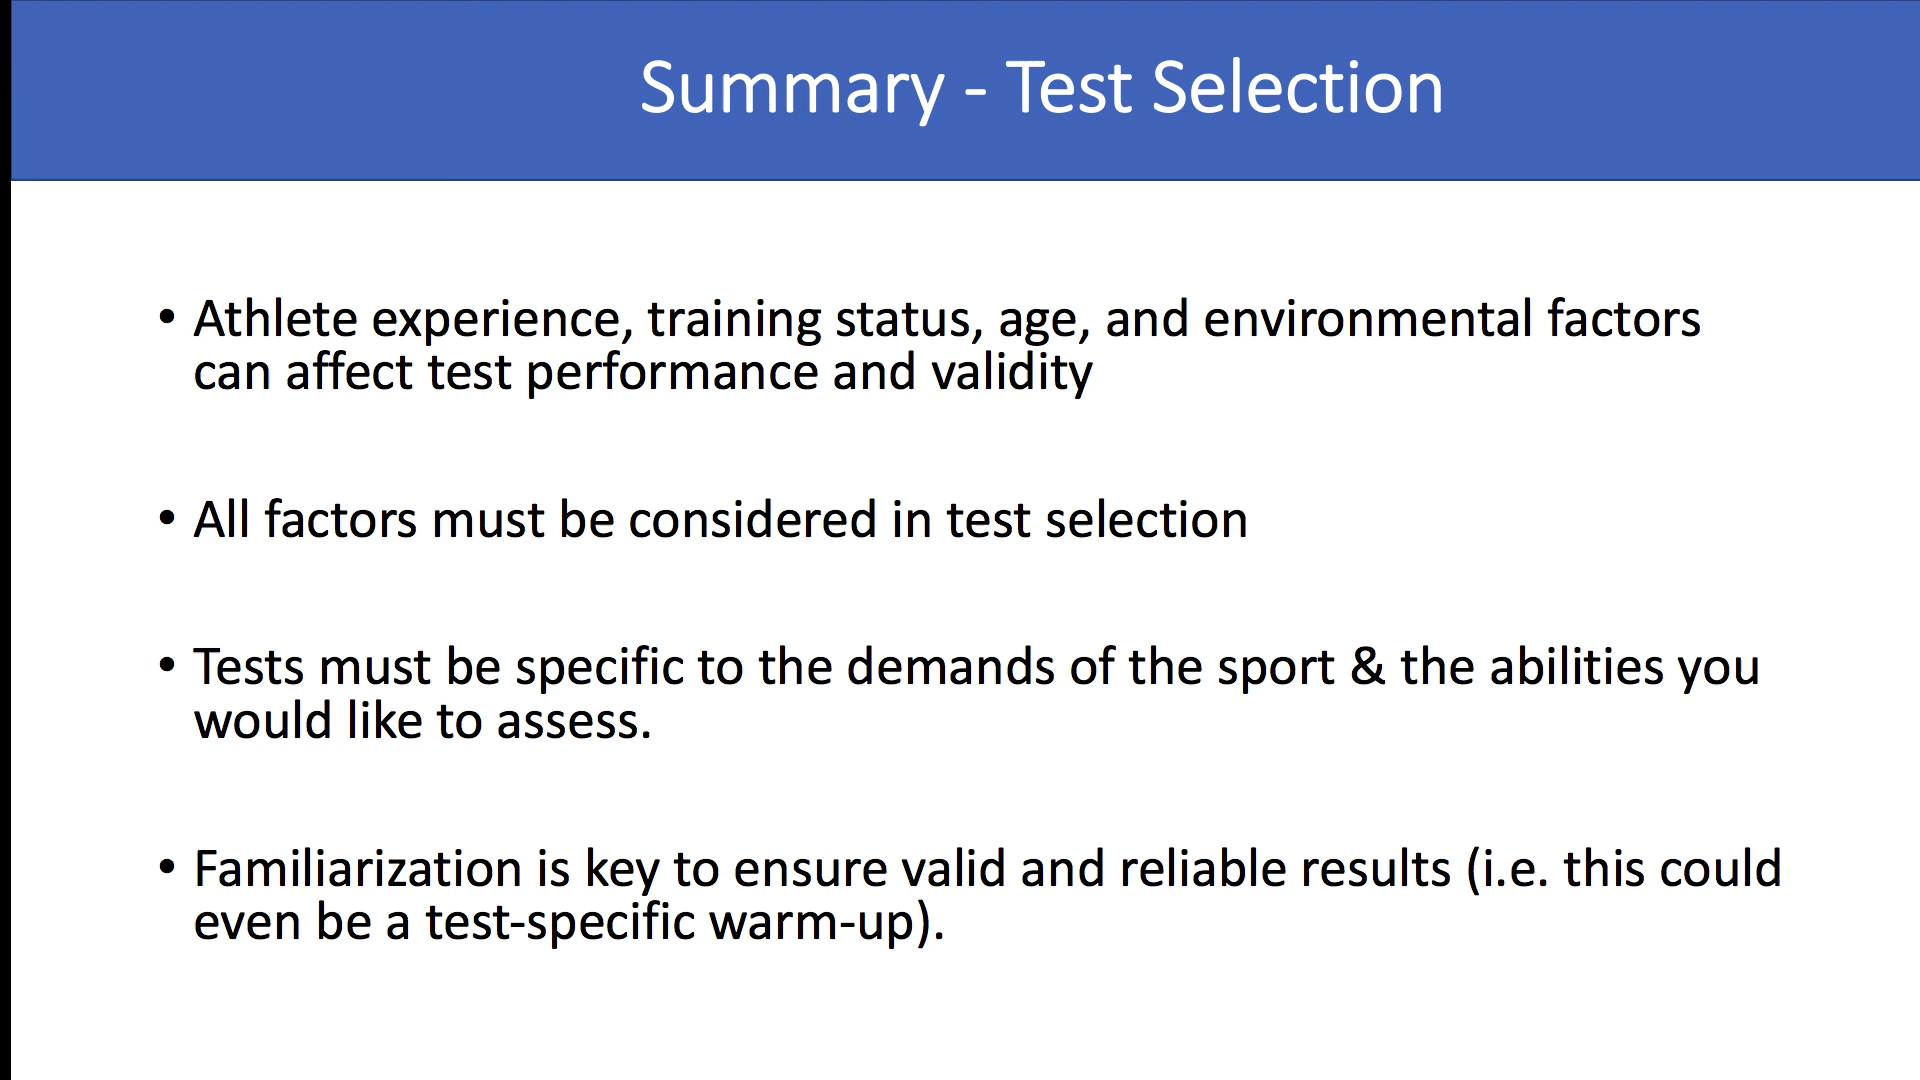 Summary - Test Selection
• Athlete experience, training status, age, and environmental factors
can affect test performance and validity
• All factors must be considered in test selection
• Tests must be specific to the demands of the sport & the abilities you
would like to assess.
• Familiarization is key to ensure valid and reliable results (i.e. this could
even be a test-specific warm-up).